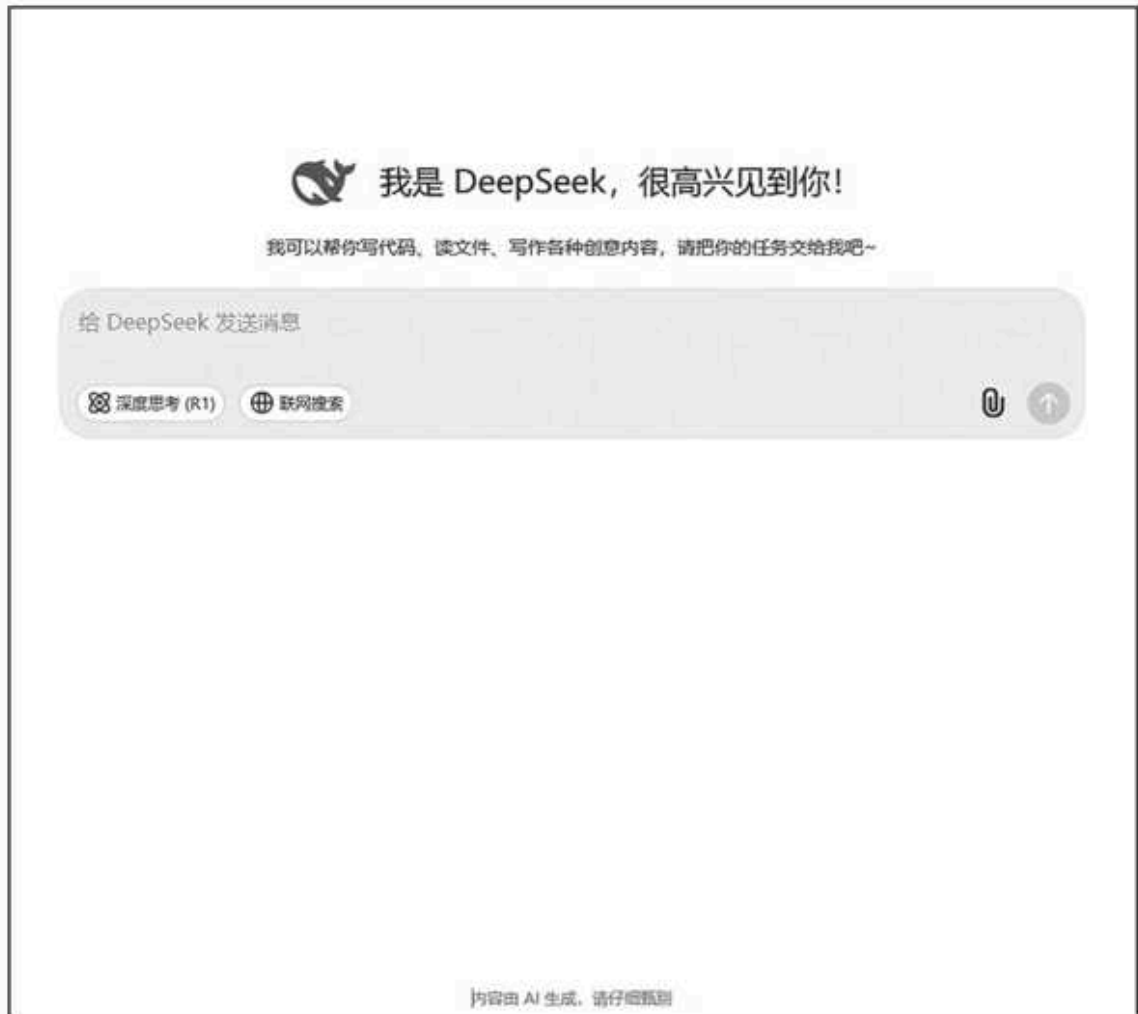 我是 DeepSeek，很高兴见到你！
我可以帮你写代码、读文件、写作各种创意内容，请把你的任务交给我吧~
给 DeepSeek 发送消息
深度思考 (R1) 联网搜索
内容由 AI 生成，请仔细甄别